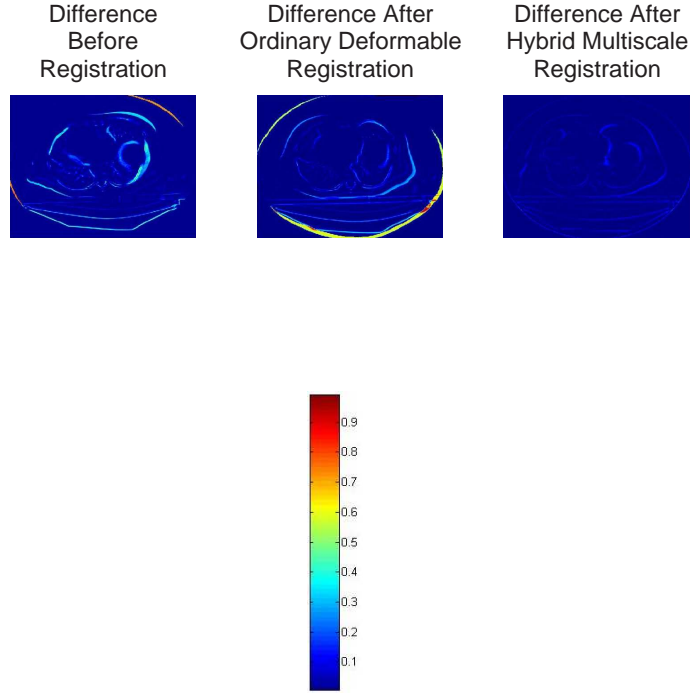 Difference
Before
Registration
Difference After
Ordinary Deformable
Registration
Difference After
Hybrid Multiscale
Registration
0.9
0.8
0.7
0.6
0.5
0.4
0.3
0.2
0.1